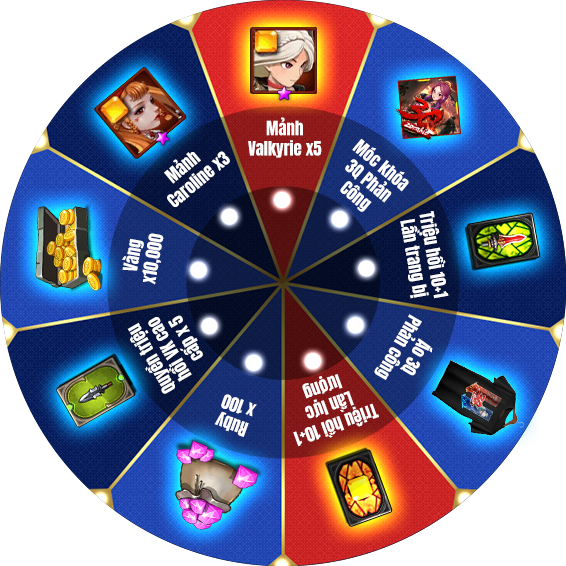 Mảnh
Valkyrie x5
Móc khóa
3Q Phản
công
Triệu hồi 10+1
Lần trang bị
Áo 3Q
Phản công
Triệu hồi 10+1
Lần lực
lượng
Ruby
x 100
Quyển triệu
hồi VK cao
cấp x 5
Vàng
x10,000
Mảnh
Caroline x3